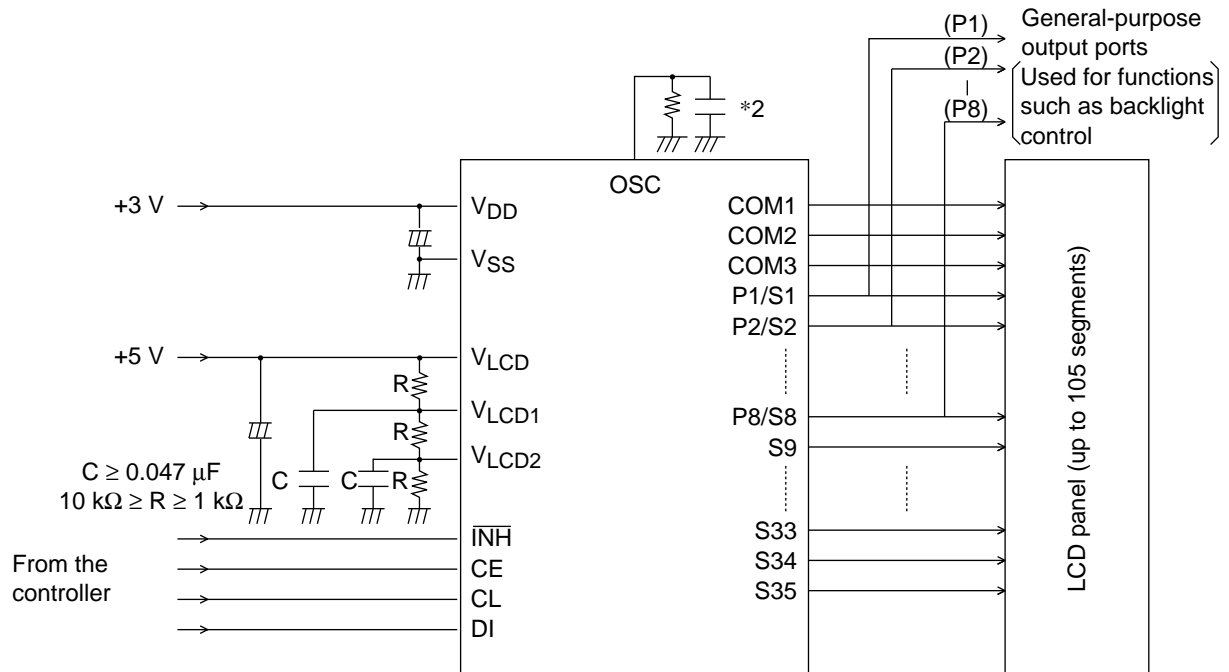 (P1)
General-purpose
output ports
(P2)
Used for functions
such as backlight
control
(P8)
*2
OSC
+3 V
VDD
VSS
+5 V
VLCD
R
VLCD1
R
VLCD2
C
C
R
C ≥ 0.047 μF
10 kΩ ≥ R ≥ 1 kΩ
From the
controller
INH
CE
CL
DI
COM1
COM2
COM3
P1/S1
P2/S2
P8/S8
S9
S33
S34
S35
LCD panel (up to 105 segments)